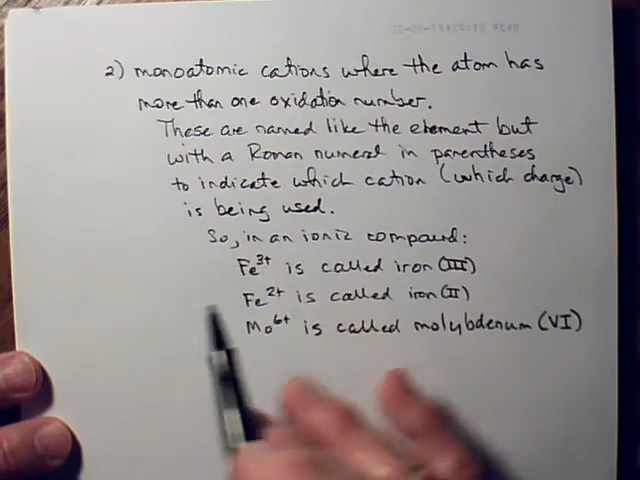 2) monoatomic cations where the atom has
more than one oxidation number.
These are named like the element but
with a Roman numeral in parentheses
to indicate which cation (which charge)
is being used.
So, in an ionic compound:
Fe³⁺ is called iron (III)
Fe²⁺ is called iron (II)
Mo⁶⁺ is called molybdenum (VI)